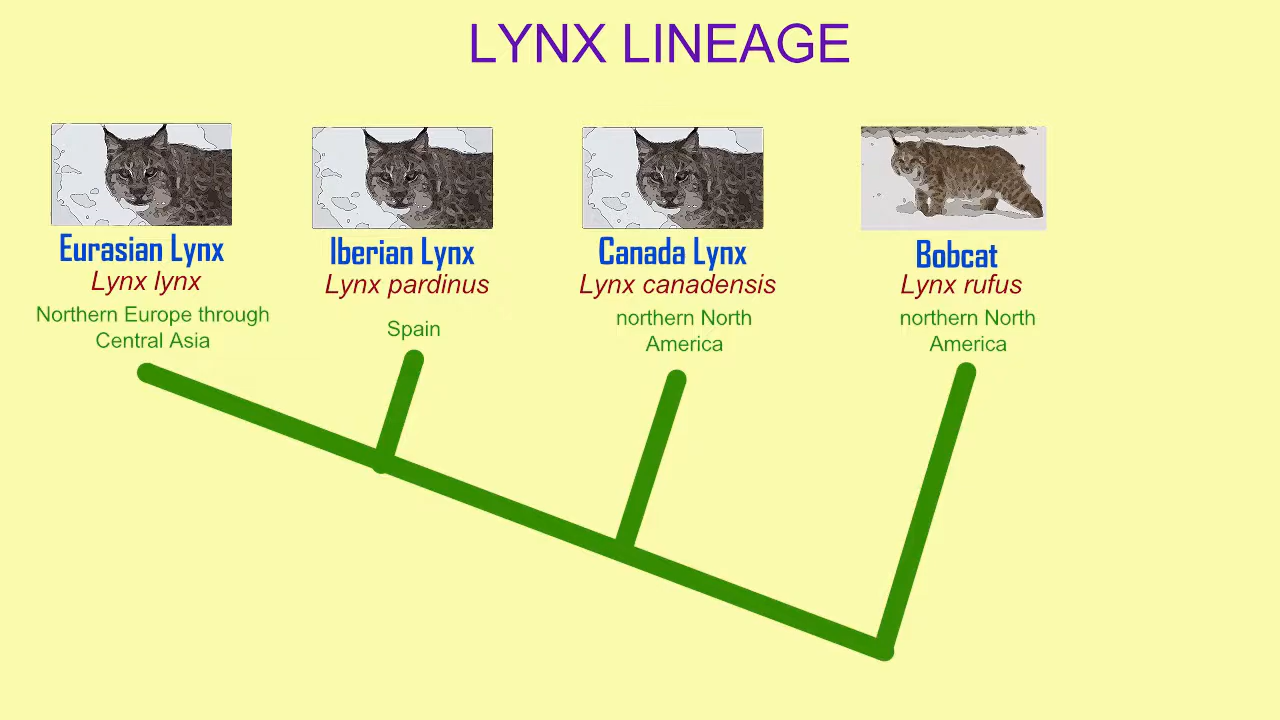 LYNX LINEAGE
Eurasian Lynx
Lynx lynx
Northern Europe through
Central Asia
Iberian Lynx
Lynx pardinus
Spain
Canada Lynx
Lynx canadensis
northern North
America
Bobcat
Lynx rufus
northern North
America